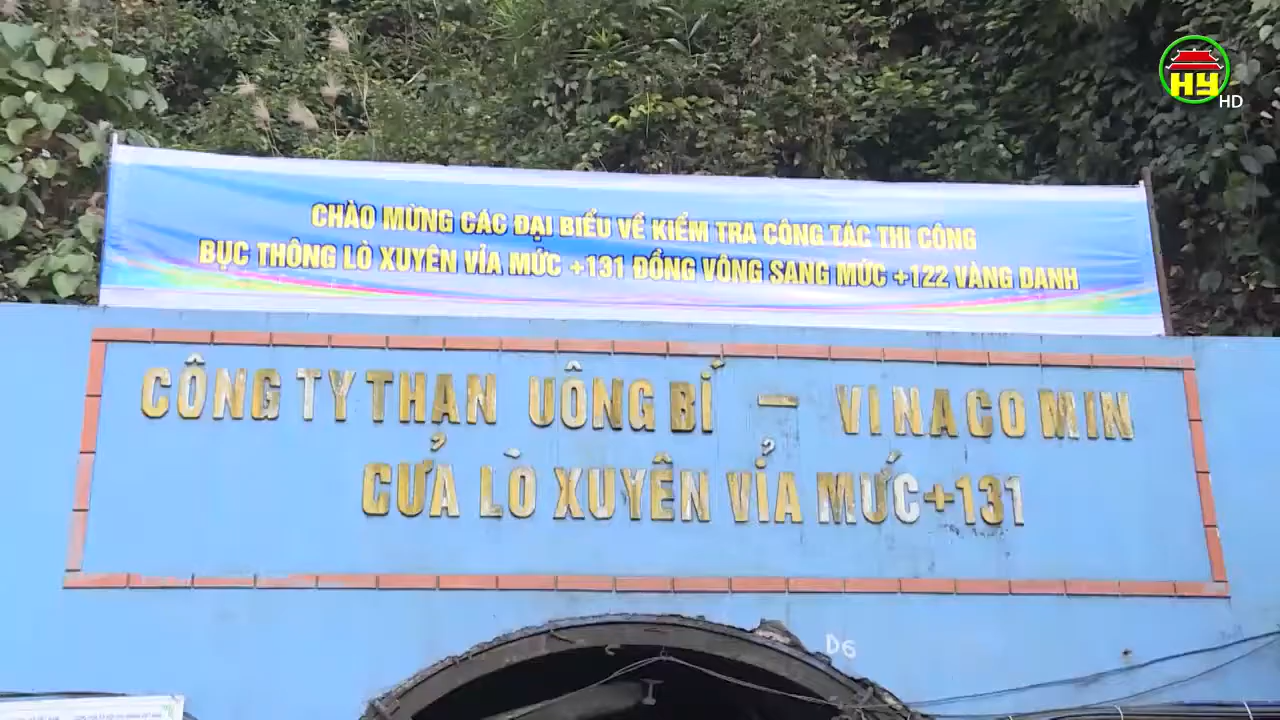 HY
HD
CHÀO MỪNG CÁC ĐẠI BIỂU VỀ KIỂM TRA CÔNG TÁC THI CÔNG
BỤC THÔNG LÒ XUYÊN VỈA MỨC +131 ĐỒNG VÔNG SANG MỨC +122 VÀNG DANH
CÔNG TY THAN UÔNG BÍ – VINACOMIN
CỬA LÒ XUYÊN VỈA MỨC +131
D6